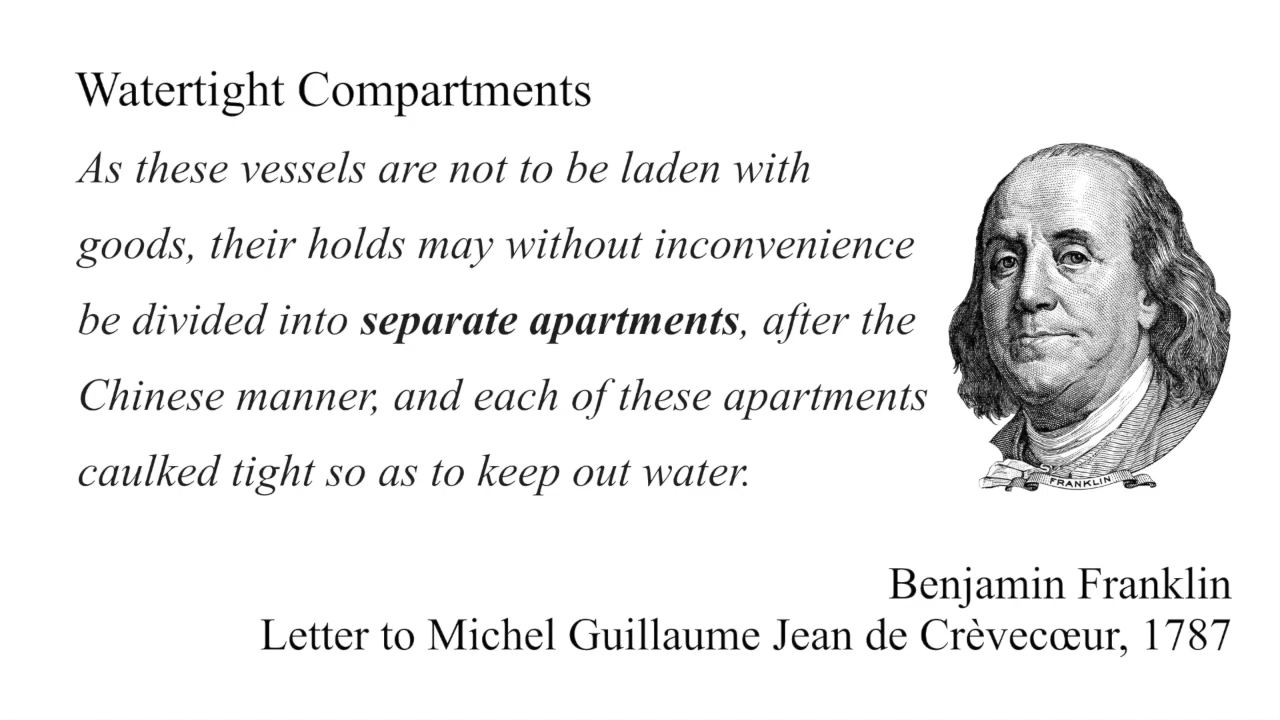 Watertight Compartments
As these vessels are not to be laden with
goods, their holds may without inconvenience
be divided into separate apartments, after the
Chinese manner, and each of these apartments
caulked tight so as to keep out water.
FRANKLIN
Benjamin Franklin
Letter to Michel Guillaume Jean de Crèvecœur, 1787